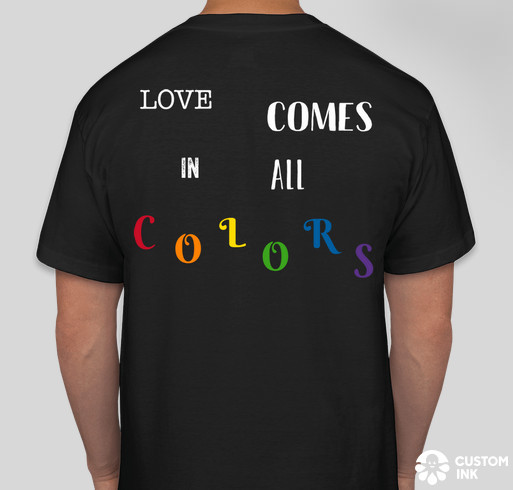 LOVE COMES
IN ALL
COLORS
CUSTOM
INK